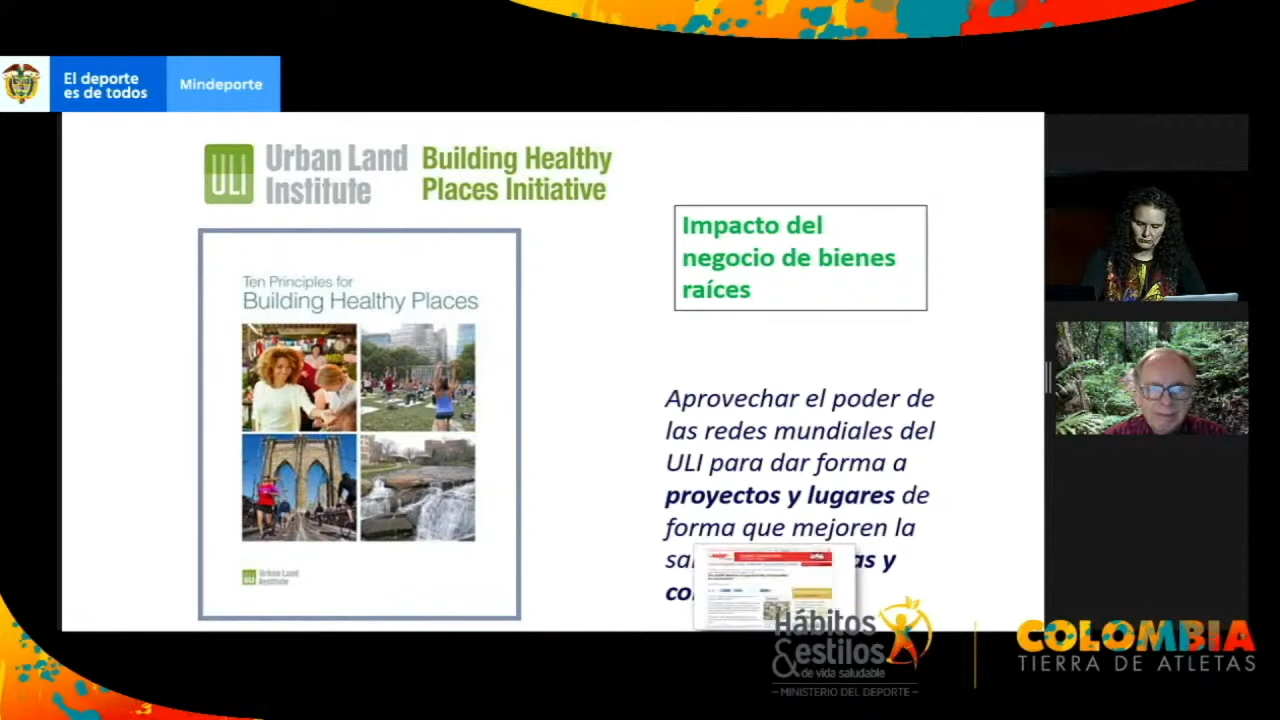 El deporte
es de todos
Mindeporte
ULI
Urban Land
Institute
Building Healthy
Places Initiative
Ten Principles for
Building Healthy Places
Urban Land
Institute
Impacto del
negocio de bienes
raíces
Aprovechar el poder de
las redes mundiales del
ULI para dar forma a
proyectos y lugares de
forma que mejoren la
as y
Hábitos
&estilos
de vida saludable
MINISTERIO DEL DEPORTE
COLOMBIA
TIERRA DE ATLETAS